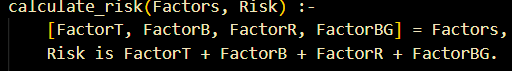 calculate_risk(Factors, Risk) :-
    [FactorT, FactorB, FactorR, FactorBG] = Factors,
    Risk is FactorT + FactorB + FactorR + FactorBG.